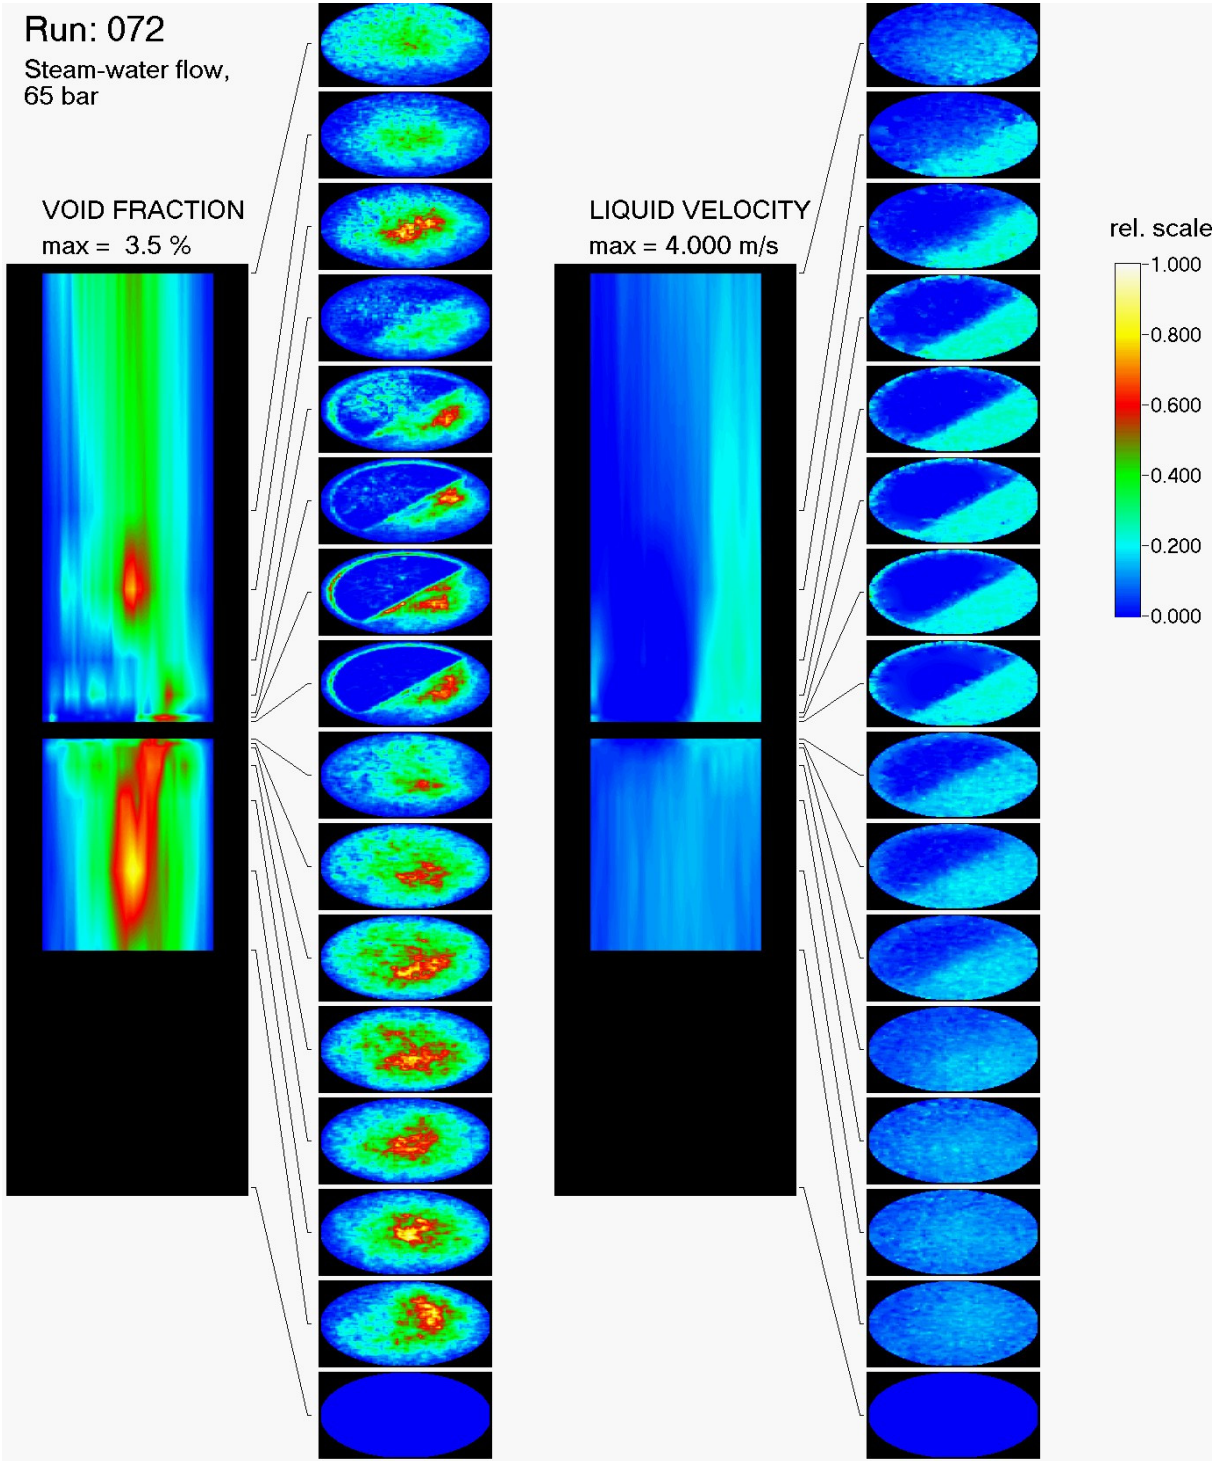 Run: 072
Steam-water flow,
65 bar
VOID FRACTION
max =  3.5 %
LIQUID VELOCITY
max = 4.000 m/s
rel. scale
1.000
0.800
0.600
0.400
0.200
0.000